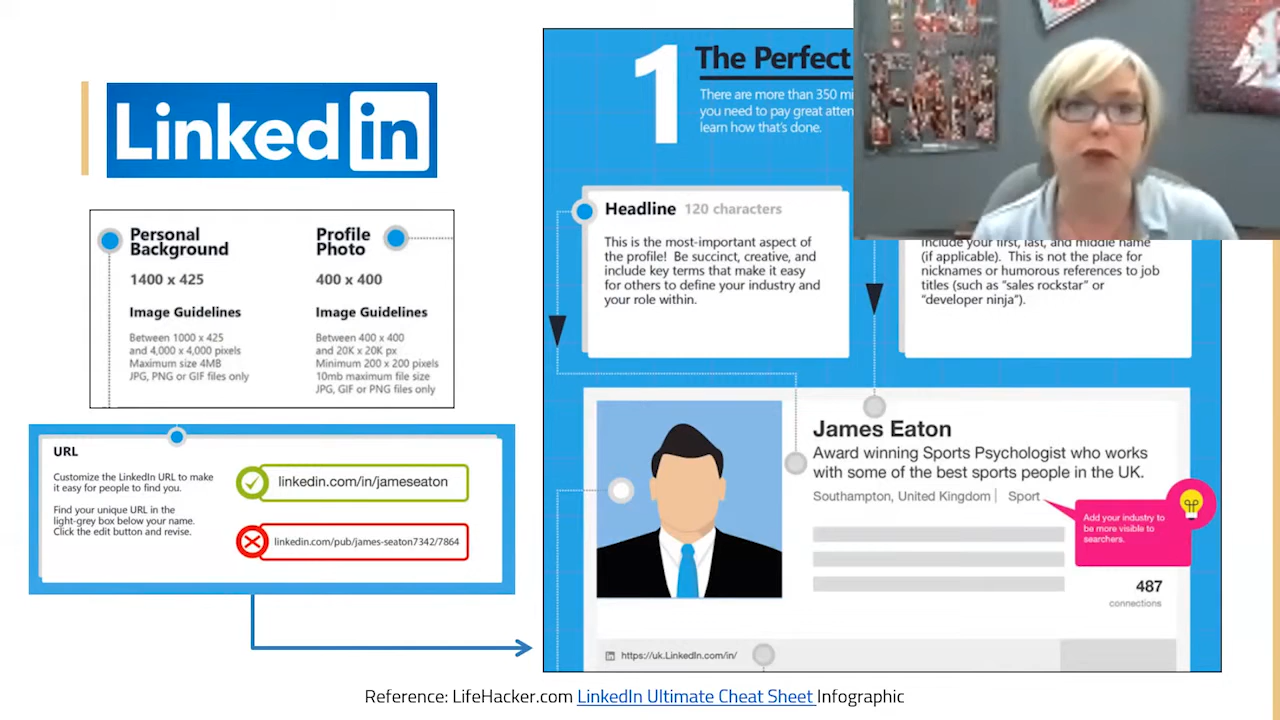 Linkedin
Personal
Background
1400 x 425
Image Guidelines
Between 1000 x 425
and 4,000 x 4,000 pixels
Maximum size 4MB
JPG, PNG or GIF files only
Profile
Photo
400 x 400
Image Guidelines
Between 400 x 400
and 20K x 20K px
Minimum 200 x 200 pixels
10mb maximum file size
JPG, GIF or PNG files only
URL
Customize the LinkedIn URL to make
it easy for people to find you.
Find your unique URL in the
light-grey box below your name.
Click the edit button and revise.
linkedin.com/in/jameseaton
linkedin.com/pub/james-seaton7342/7864
1
The Perfect
There are more than 350 mi
you need to pay great atten
learn how that's done.
Headline 120 characters
This is the most-important aspect of
the profile! Be succinct, creative, and
include key terms that make it easy
for others to define your industry and
your role within.
include your first, last, and middle name
(if applicable). This is not the place for
nicknames or humorous references to job
titles (such as "sales rockstar" or
"developer ninja").
James Eaton
Award winning Sports Psychologist who works
with some of the best sports people in the UK.
Southampton, United Kingdom | Sport
Add your industry to
be more visible to
searchers.
487
connections
in https://uk.LinkedIn.com/in/
Reference: LifeHacker.com LinkedIn Ultimate Cheat Sheet Infographic